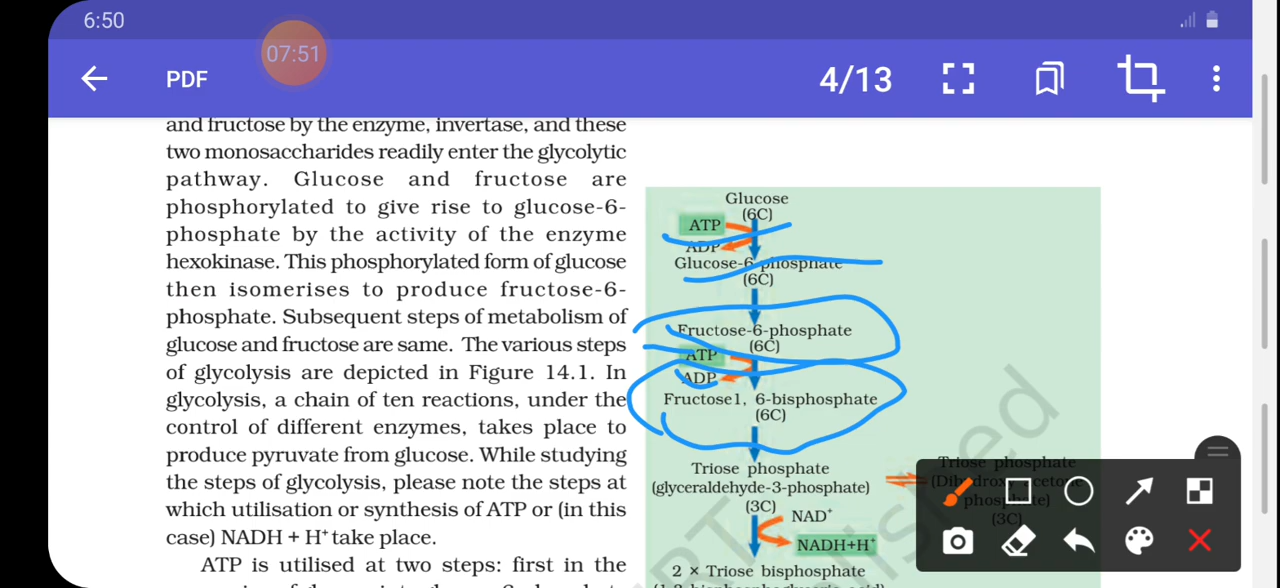 6:50
07:51
PDF
4/13
and fructose by the enzyme, invertase, and these
two monosaccharides readily enter the glycolytic
pathway. Glucose and fructose are
phosphorylated to give rise to glucose-6-
phosphate by the activity of the enzyme
hexokinase. This phosphorylated form of glucose
then isomerises to produce fructose-6-
phosphate. Subsequent steps of metabolism of
glucose and fructose are same. The various steps
of glycolysis are depicted in Figure 14.1. In
glycolysis, a chain of ten reactions, under the
control of different enzymes, takes place to
produce pyruvate from glucose. While studying
the steps of glycolysis, please note the steps at
which utilisation or synthesis of ATP or (in this
case) NADH + H⁺ take place.
ATP is utilised at two steps: first in the
Glucose
(6C)
ATP
ADP
Glucose-6-phosphate
(6C)
Fructose-6-phosphate
(6C)
ATP
ADP
Fructose1, 6-bisphosphate
(6C)
Triose phosphate
(glyceraldehyde-3-phosphate)
(3C)
Triose phosphate
(Dihydroxy acetone
phosphate)
(3C)
NAD⁺
NADH+H⁺
2 × Triose bisphosphate